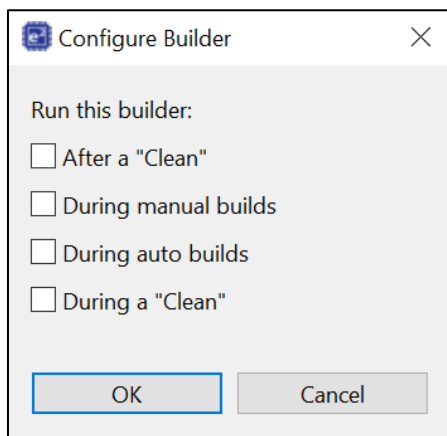 Configure Builder
Run this builder:
After a "Clean"
During manual builds
During auto builds
During a "Clean"
OK Cancel